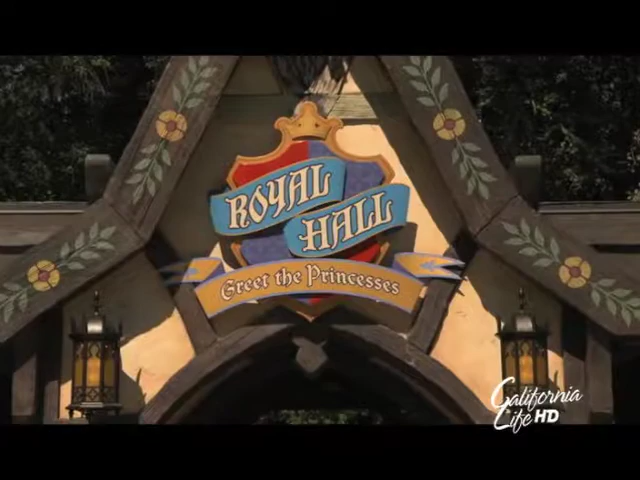 ROYAL
HALL
Greet the Princesses
California
Life HD